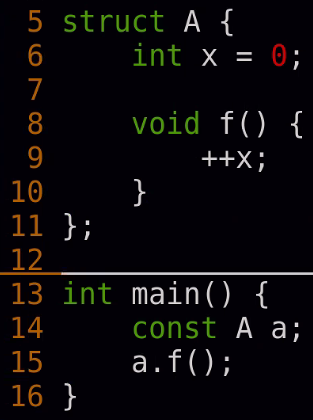 5 struct A {
6     int x = 0;
7
8     void f() {
9         ++x;
10     }
11 };
12
13 int main() {
14     const A a;
15     a.f();
16 }